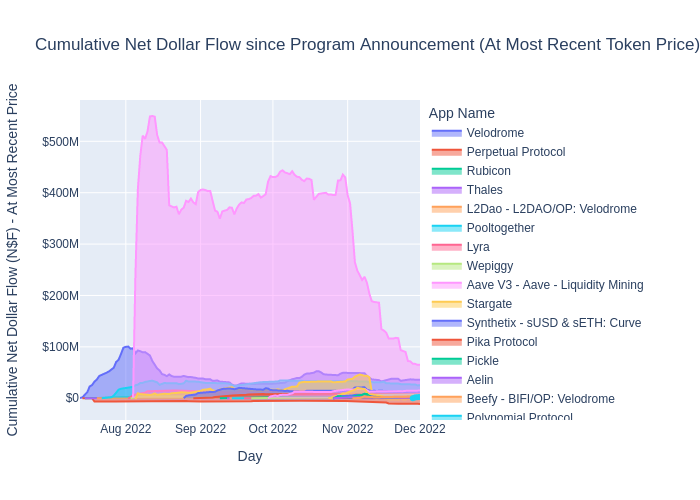 Cumulative Net Dollar Flow since Program Announcement (At Most Recent Token Price)
Cumulative Net Dollar Flow (N$F) - At Most Recent Price
$500M
$400M
$300M
$200M
$100M
$0
Aug 2022
Sep 2022
Oct 2022
Nov 2022
Dec 2022
Day
App Name
Velodrome
Perpetual Protocol
Rubicon
Thales
L2Dao - L2DAO/OP: Velodrome
Pooltogether
Lyra
Wepiggy
Aave V3 - Aave - Liquidity Mining
Stargate
Synthetix - sUSD & sETH: Curve
Pika Protocol
Pickle
Aelin
Beefy - BIFI/OP: Velodrome
Polynomial Protocol